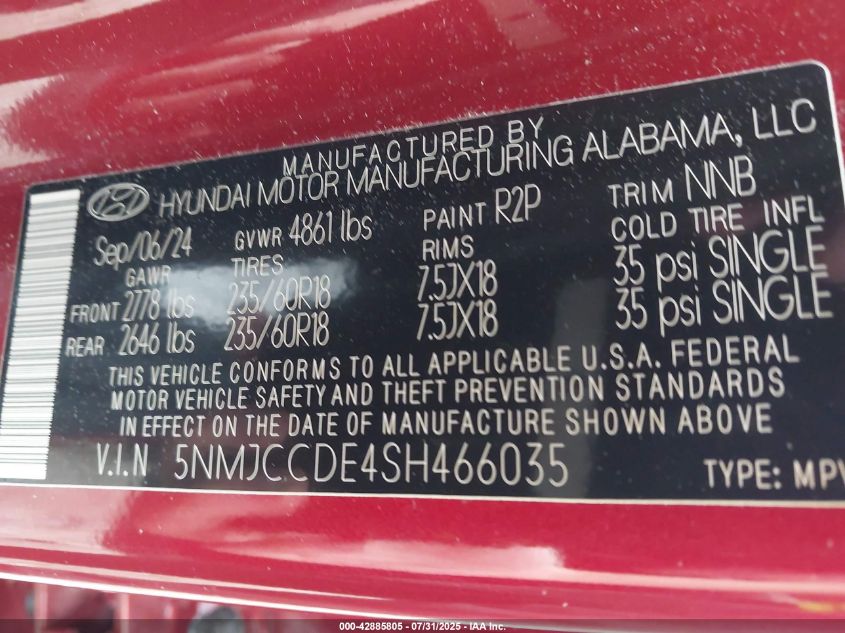 MANUFACTURED BY
HYUNDAI MOTOR MANUFACTURING ALABAMA, LLC
Sep/06/24 GVWR 4861 lbs PAINT R2P TRIM NNB
GAWR TIRES RIMS COLD TIRE INFL
FRONT 2778 lbs 235/60R18 7.5JX18 35 psi SINGLE
REAR 2646 lbs 235/60R18 7.5JX18 35 psi SINGLE
THIS VEHICLE CONFORMS TO ALL APPLICABLE U.S.A. FEDERAL
MOTOR VEHICLE SAFETY AND THEFT PREVENTION STANDARDS
IN EFFECT ON THE DATE OF MANUFACTURE SHOWN ABOVE
V.I.N 5NMJCCDE4SH466035 TYPE: MPV
000-42885805 - 07/31/2025 - IAA Inc.